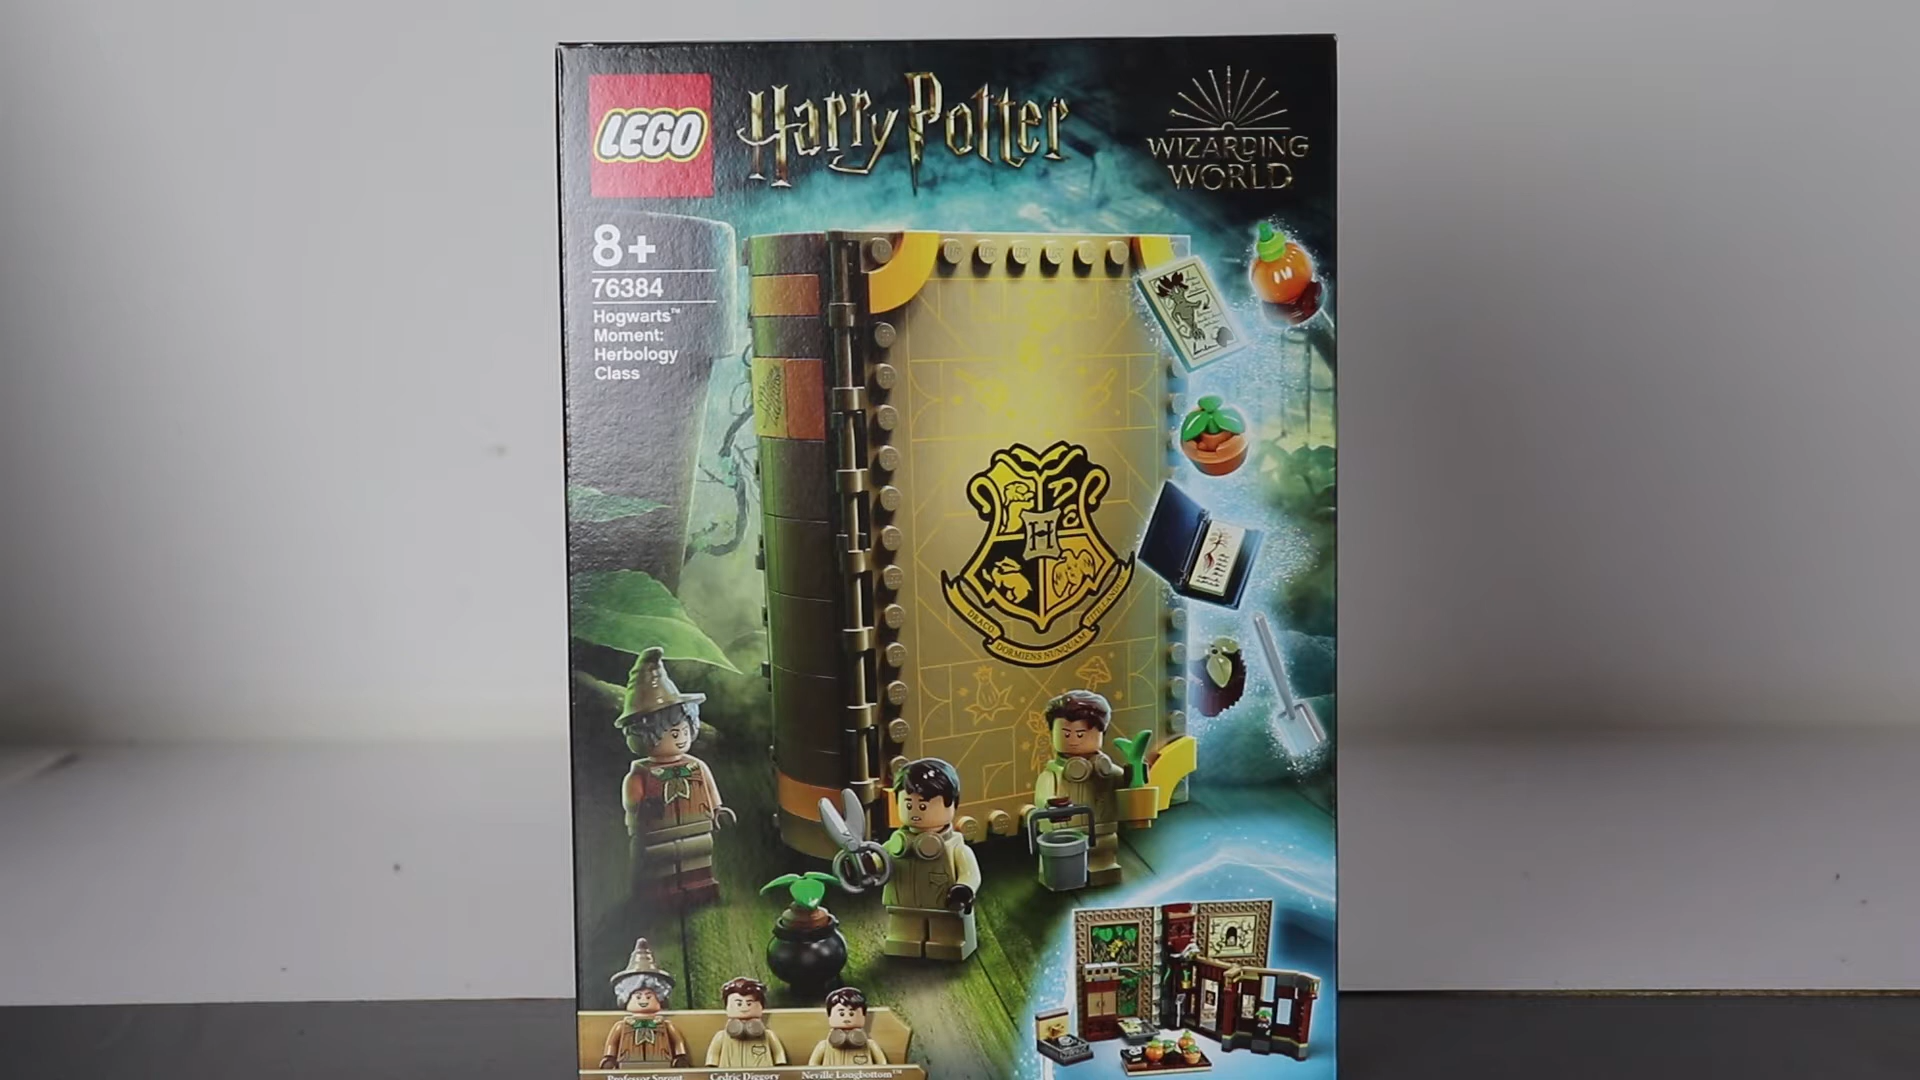 LEGO
Harry Potter
WIZARDING
WORLD
8+
76384
Hogwarts™
Moment:
Herbology
Class
H
DRACO
DORMIENS NUNQUAM
TITILLANDUS
Professor Sprout
Cedric Diggory
Neville Longbottom™